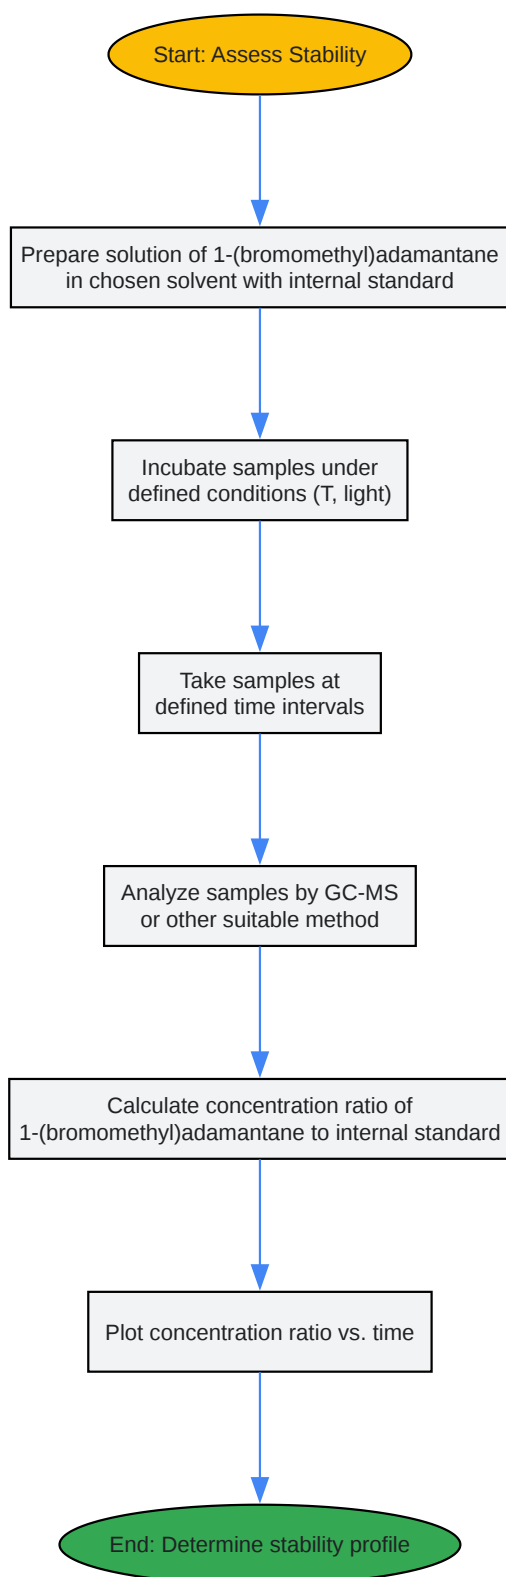 Start: Assess Stability
Prepare solution of 1-(bromomethyl)adamantane
in chosen solvent with internal standard
Incubate samples under
defined conditions (T, light)
Take samples at
defined time intervals
Analyze samples by GC-MS
or other suitable method
Calculate concentration ratio of
1-(bromomethyl)adamantane to internal standard
Plot concentration ratio vs. time
End: Determine stability profile